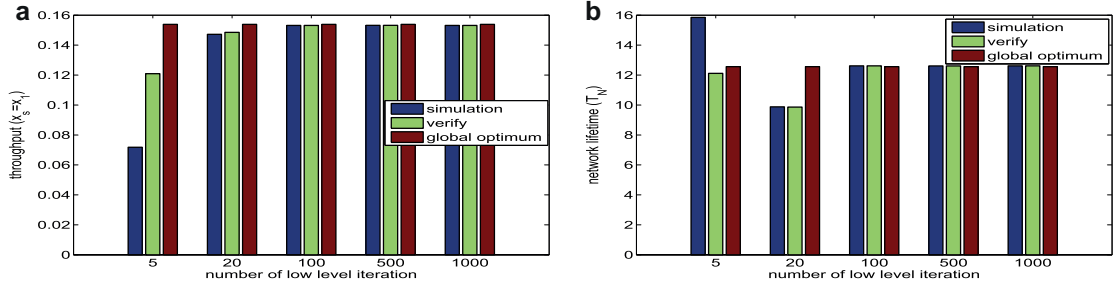 a
0.16
0.14
0.12
0.1
0.08
0.06
0.04
0.02
0
throughput (x_s=x_1)
simulation
verify
global optimum
5 20 100 500 1000
number of low level iteration
b
16
14
12
10
8
6
4
2
0
network lifetime (T_N)
simulation
verify
global optimum
5 20 100 500 1000
number of low level iteration